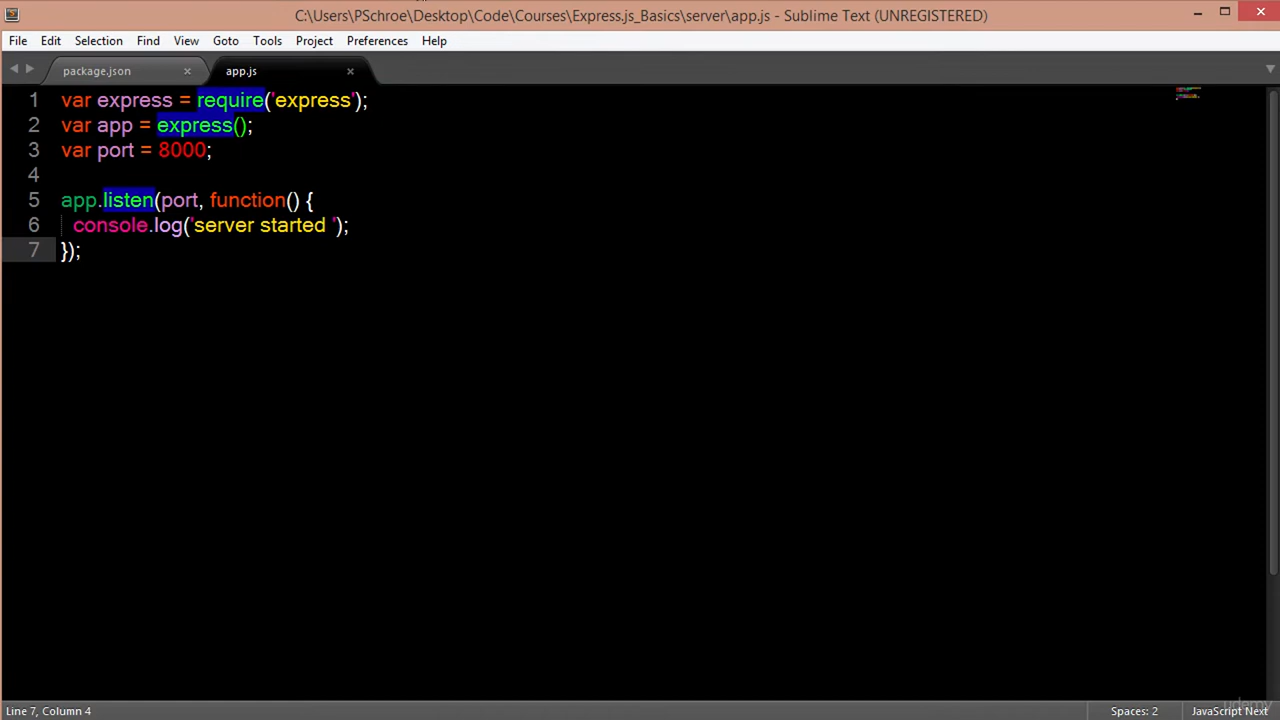 C:\Users\PSchroe\Desktop\Code\Courses\Express.js_Basics\server\app.js - Sublime Text (UNREGISTERED)
File Edit Selection Find View Goto Tools Project Preferences Help
package.json app.js
1 var express = require('express');
2 var app = express();
3 var port = 8000;
4
5 app.listen(port, function() {
6 console.log('server started ');
7 });
udemy
Line 7, Column 4 Spaces: 2 JavaScript Next